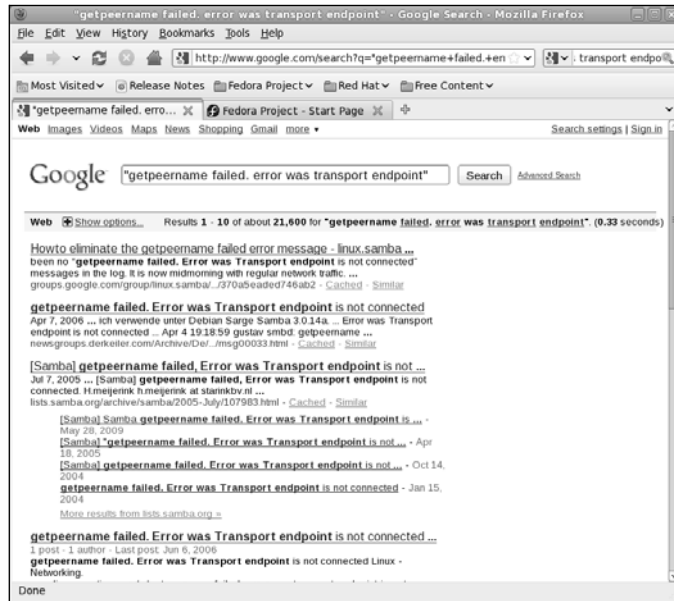 "getpeername failed. error was transport endpoint" - Google Search - Mozilla Firefox
File Edit View History Bookmarks Tools Help
http://www.google.com/search?q="getpeername+failed.+en
. transport endpo
Most Visited Release Notes Fedora Project Red Hat Free Content
"getpeername failed. erro... Fedora Project - Start Page
Web Images Videos Maps News Shopping Gmail more Search settings | Sign in
Google "getpeername failed. error was transport endpoint" Search Advanced Search
Web Show options... Results 1 - 10 of about 21,600 for "getpeername failed. error was transport endpoint". (0.33 seconds)
Howto eliminate the getpeername failed error message - linux.samba ...
been no "getpeername failed. Error was Transport endpoint is not connected"
messages in the log. It is now midmorning with regular network traffic. ...
groups.google.com/group/linux.samba/.../370a5eaded746ab2 - Cached - Similar
getpeername failed. Error was Transport endpoint is not connected
Apr 7, 2006 ... ich verwende unter Debian Sarge Samba 3.0.14a. ... Error was Transport
endpoint is not connected ... Apr 4 19:18:59 gustav smbd. getpeername ...
newsgroups.derkeiler.com/Archive/De/.../msg00033.html - Cached - Similar
[Samba] getpeername failed, Error was Transport endpoint is not ...
Jul 7, 2005 ... [Samba] getpeername failed, Error was Transport endpoint is not
connected. H.meijerink h.meijerink at starinkbv.nl ...
lists.samba.org/archive/samba/2005-July/107983.html - Cached - Similar
[Samba] Samba getpeername failed. Error was Transport endpoint is ... -
May 28, 2009
[Samba] "getpeername failed. Error was Transport endpoint is not ... - Apr
18, 2005
[Samba] getpeername failed. Error was Transport endpoint is not ... - Oct 14,
2004
getpeername failed. Error was Transport endpoint is not connected - Jan 15,
2004
More results from lists.samba.org »
getpeername failed. Error was Transport endpoint is not connected ...
1 post - 1 author - Last post: Jun 6, 2006
getpeername failed. Error was Transport endpoint is not connected Linux -
Networking.
Done